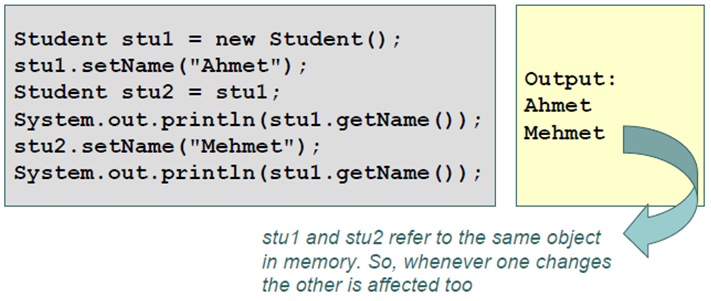 Student stu1 = new Student();
stu1.setName("Ahmet");
Student stu2 = stu1;
System.out.println(stu1.getName());
stu2.setName("Mehmet");
System.out.println(stu1.getName());
Output:
Ahmet
Mehmet
stu1 and stu2 refer to the same object
in memory. So, whenever one changes
the other is affected too